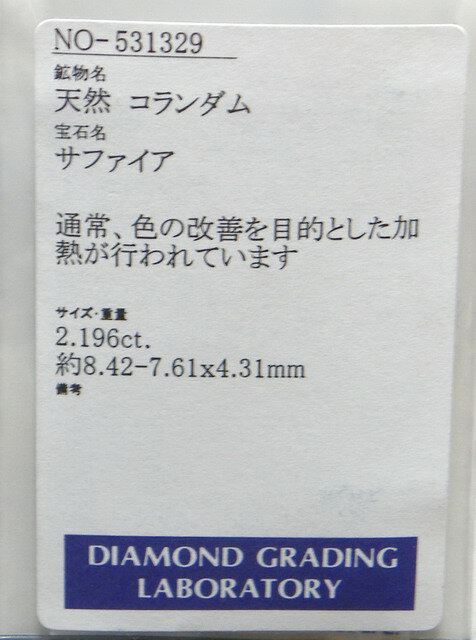 NO-531329
鉱物名
天然 コランダム
宝石名
サファイア
通常、色の改善を目的とした加
熱が行われています
サイズ・重量
2.196ct.
約8.42-7.61x4.31mm
備考
DIAMOND GRADING
LABORATORY